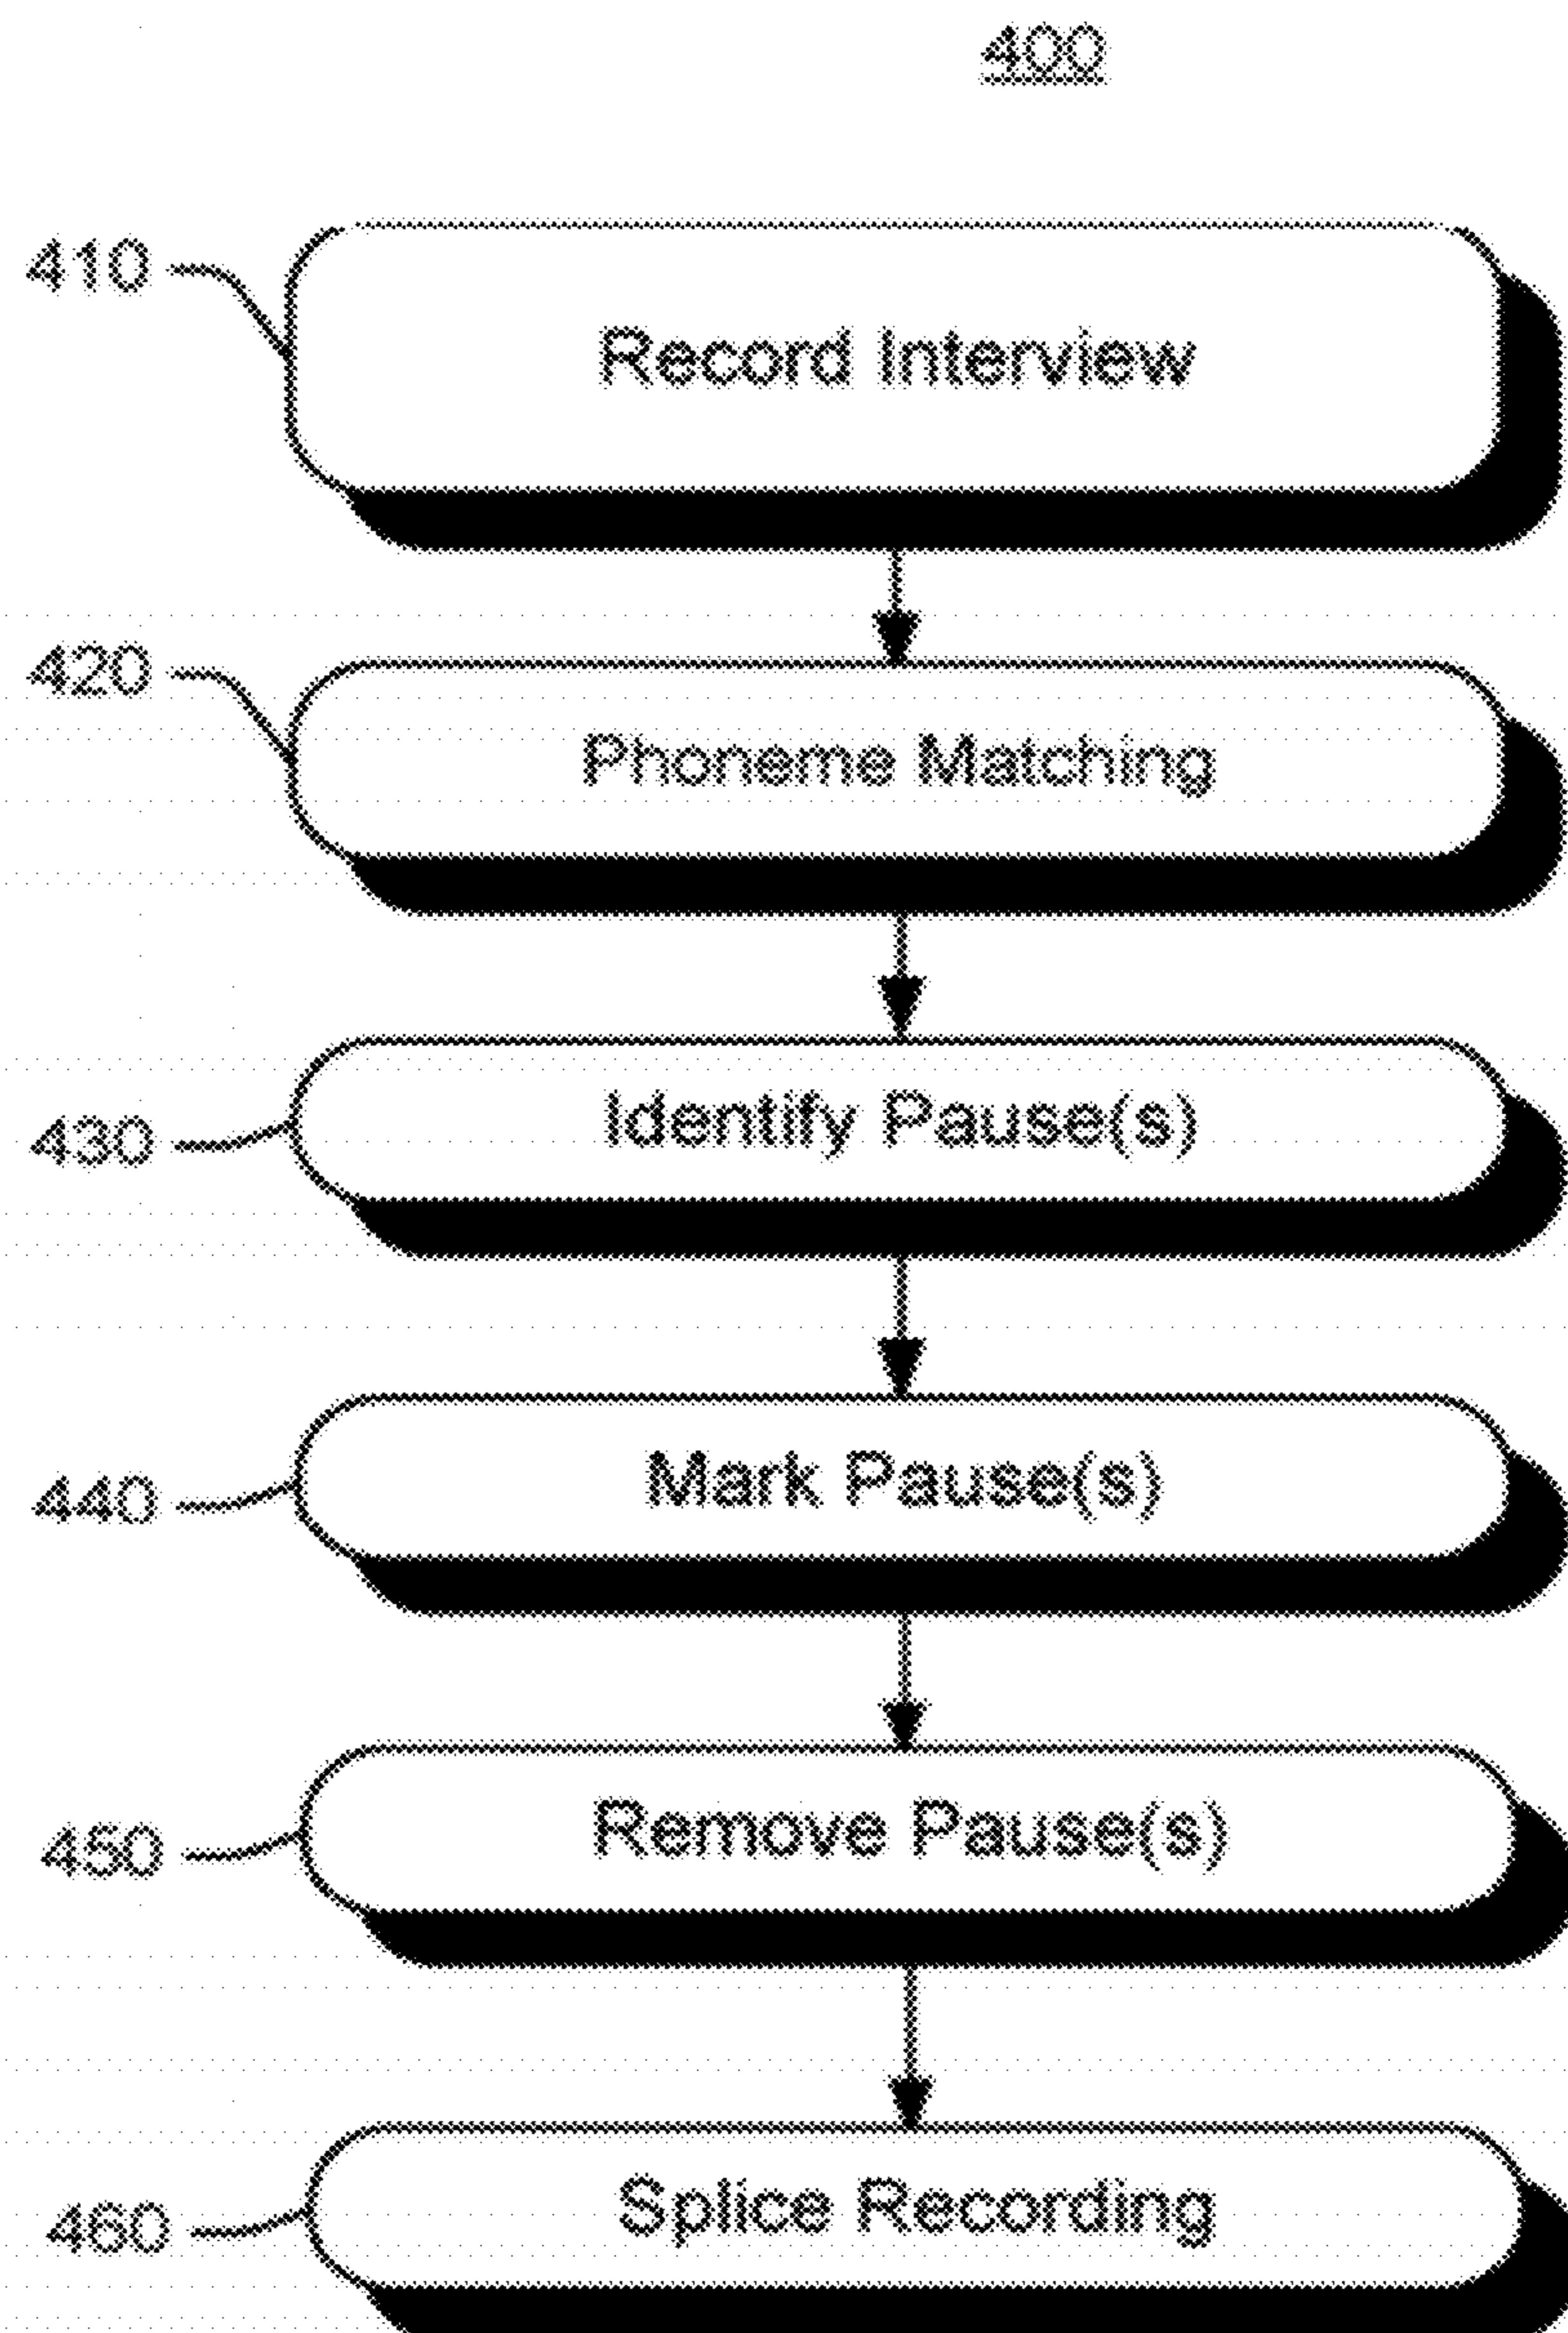 400
410
Record Interview
420
Phoneme Matching
430
Identify Pause(s)
440
Mark Pause(s)
450
Remove Pause(s)
460
Splice Recording